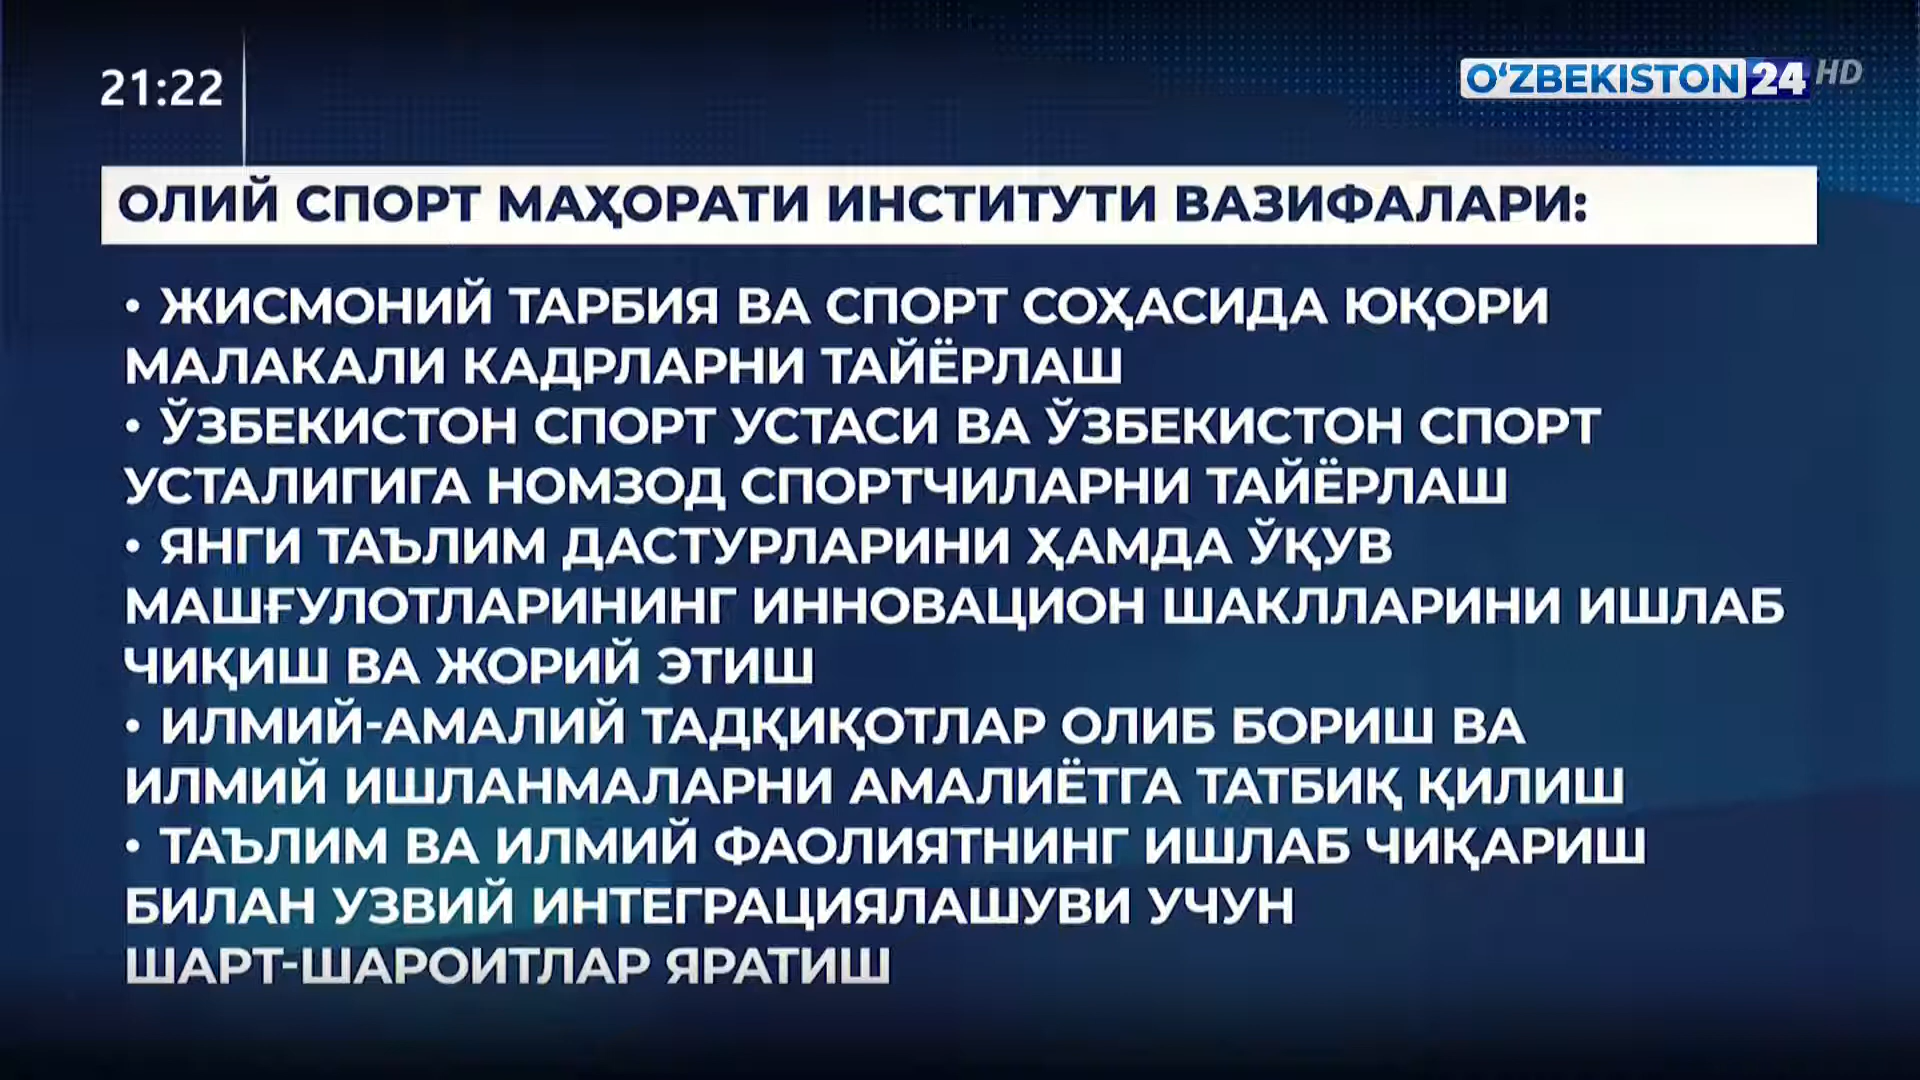 21:22
O‘ZBEKISTON 24 HD
ОЛИЙ СПОРТ МАҲОРАТИ ИНСТИТУТИ ВАЗИФАЛАРИ:
• ЖИСМОНИЙ ТАРБИЯ ВА СПОРТ СОҲАСИДА ЮҚОРИ
МАЛАКАЛИ КАДРЛАРНИ ТАЙЁРЛАШ
• ЎЗБЕКИСТОН СПОРТ УСТАСИ ВА ЎЗБЕКИСТОН СПОРТ
УСТАЛИГИГА НОМЗОД СПОРТЧИЛАРНИ ТАЙЁРЛАШ
• ЯНГИ ТАЪЛИМ ДАСТУРЛАРИНИ ҲАМДА ЎҚУВ
МАШҒУЛОТЛАРИНИНГ ИННОВАЦИОН ШАКЛЛАРИНИ ИШЛАБ
ЧИҚИШ ВА ЖОРИЙ ЭТИШ
• ИЛМИЙ-АМАЛИЙ ТАДҚИҚОТЛАР ОЛИБ БОРИШ ВА
ИЛМИЙ ИШЛАНМАЛАРНИ АМАЛИЁТГА ТАТБИҚ ҚИЛИШ
• ТАЪЛИМ ВА ИЛМИЙ ФАОЛИЯТНИНГ ИШЛАБ ЧИҚАРИШ
БИЛАН УЗВИЙ ИНТЕГРАЦИЯЛАШУВИ УЧУН
ШАРТ-ШАРОИТЛАР ЯРАТИШ